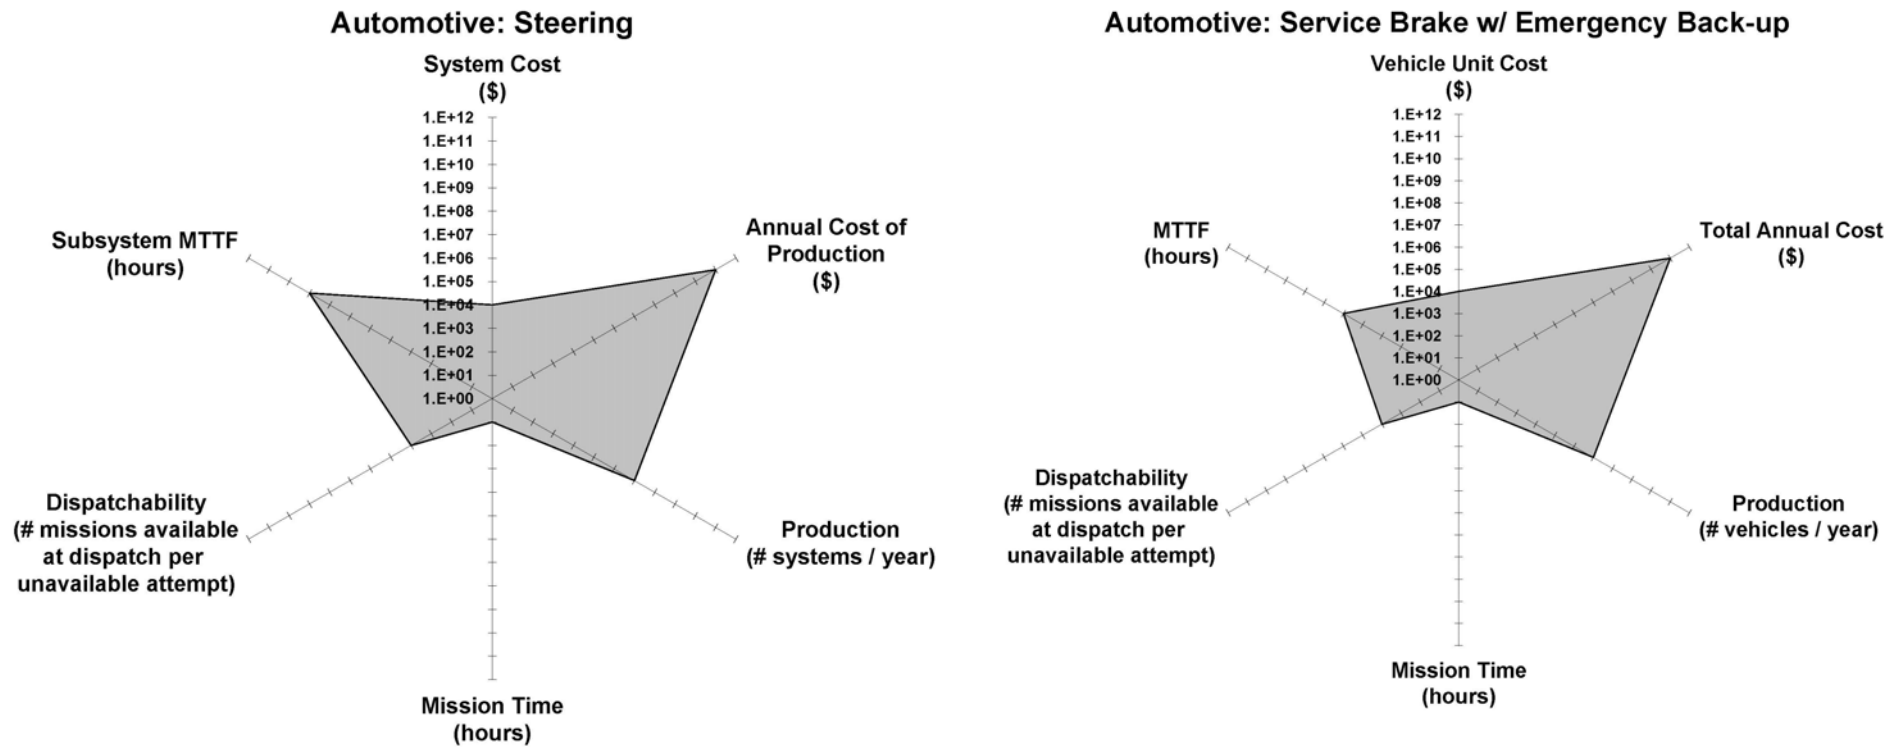 Automotive: Steering
System Cost
($)
1.E+12
1.E+11
1.E+10
1.E+09
1.E+08
1.E+07
1.E+06
1.E+05
1.E+04
1.E+03
1.E+02
1.E+01
1.E+00
Annual Cost of
Production
($)
Subsystem MTTF
(hours)
Dispatchability
(# missions available
at dispatch per
unavailable attempt)
Production
(# systems / year)
Mission Time
(hours)
Automotive: Service Brake w/ Emergency Back-up
Vehicle Unit Cost
($)
1.E+12
1.E+11
1.E+10
1.E+09
1.E+08
1.E+07
1.E+06
1.E+05
1.E+04
1.E+03
1.E+02
1.E+01
1.E+00
MTTF
(hours)
Total Annual Cost
($)
Dispatchability
(# missions available
at dispatch per
unavailable attempt)
Production
(# vehicles / year)
Mission Time
(hours)